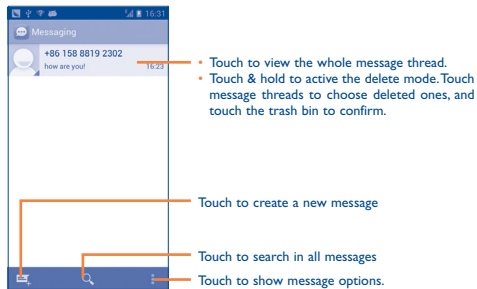 16:31
Messaging
+86 158 8819 2302
how are you!
16:23
• Touch to view the whole message thread.
• Touch & hold to active the delete mode. Touch
message threads to choose deleted ones, and
touch the trash bin to confirm.
Touch to create a new message
Touch to search in all messages
Touch to show message options.